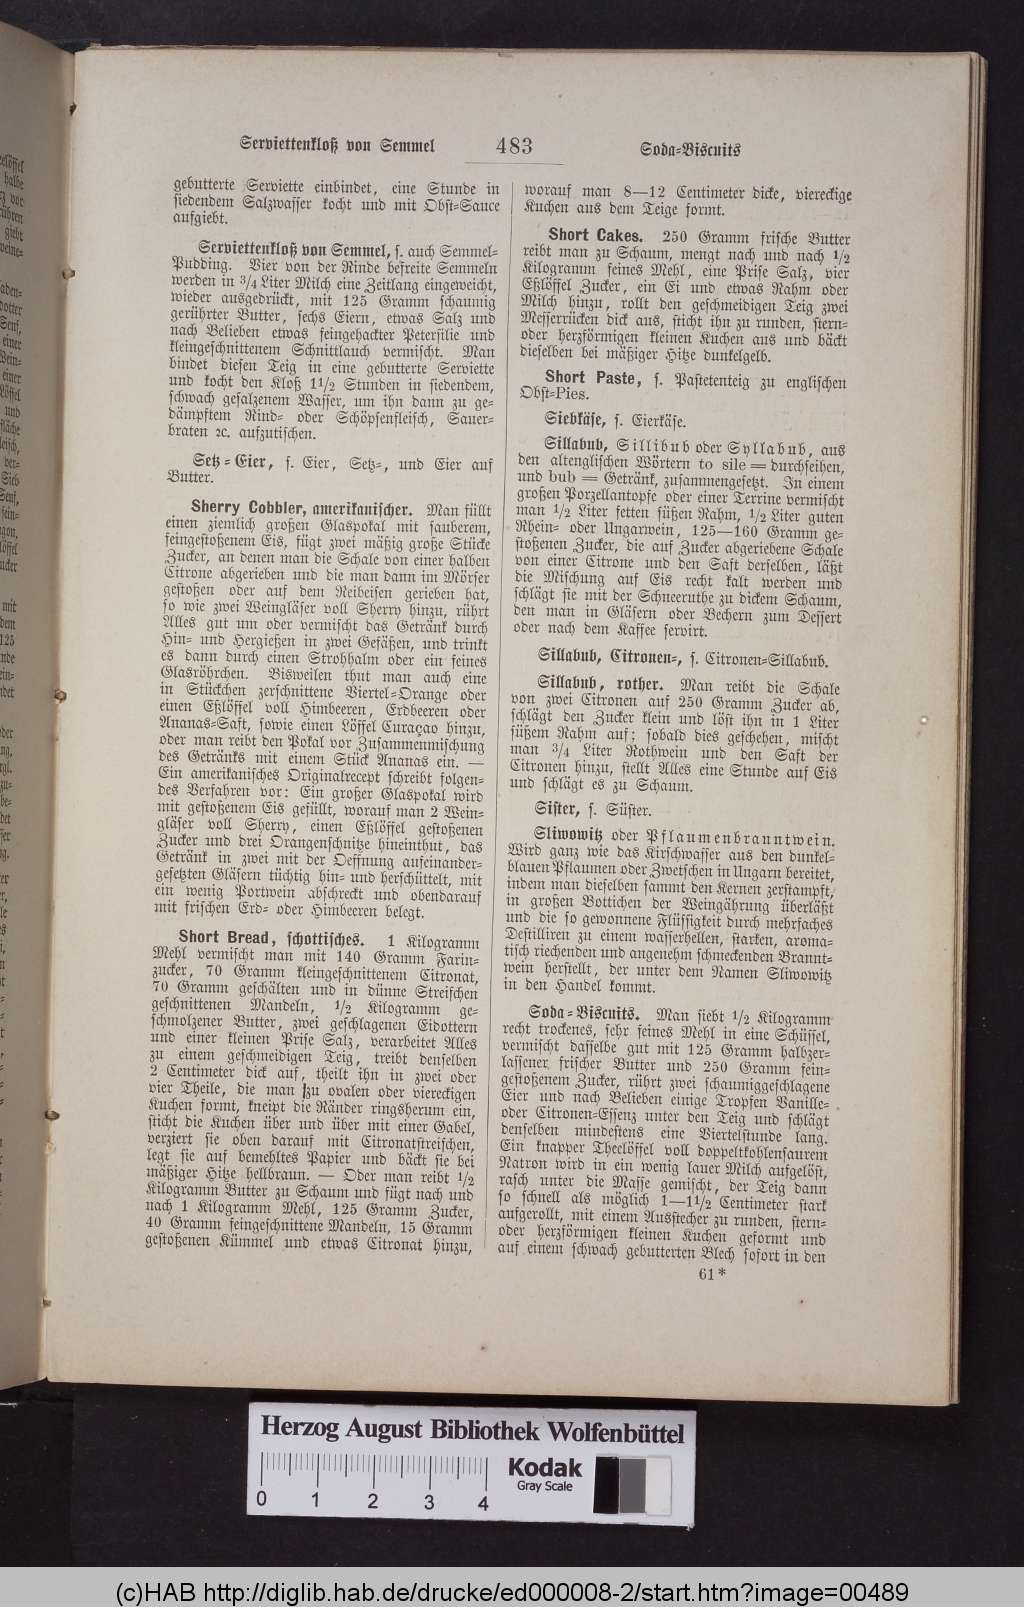 Serviettenkloß von Semmel
483
Soda-Biscuits
gebutterte Serviette einbindet, eine Stunde in
siedendem Salzwasser kocht und mit Obst-Sauce
aufgiebt.
Serviettenkloß von Semmel, s. auch Semmel-
Pudding. Vier von der Rinde befreite Semmeln
werden in 3/4 Liter Milch eine Zeitlang eingeweicht,
wieder ausgedrückt, mit 125 Gramm schaumig
gerührter Butter, sechs Eiern, etwas Salz und
nach Belieben etwas feingehackter Petersilie und
kleingeschnittenem Schnittlauch vermischt. Man
bindet diesen Teig in eine gebutterte Serviette
und kocht den Kloß 1 1/2 Stunden in siedendem,
schwach gesalzenem Wasser, um ihn dann zu ge-
dämpftem Rind- oder Schöpsenfleisch, Sauer-
braten ꝛc. aufzutischen.
Setz-Eier, s. Eier, Setz-, und Eier auf
Butter.
Sherry Cobbler, amerikanischer. Man füllt
einen ziemlich großen Glaspokal mit sauberem,
feingestoßenem Eis, fügt zwei mäßig große Stücke
Zucker, an denen man die Schale von einer halben
Citrone abgerieben und die man dann im Mörser
gestoßen oder auf dem Reibeisen gerieben hat,
so wie zwei Weingläser voll Sherry hinzu, rührt
Alles gut um oder vermischt das Getränk durch
Hin- und Hergießen in zwei Gefäßen, und trinkt
es dann durch einen Strohhalm oder ein feines
Glasröhrchen. Bisweilen thut man auch eine
in Stückchen zerschnittene Viertel-Orange oder
einen Eßlöffel voll Himbeeren, Erdbeeren oder
Ananas-Saft, sowie einen Löffel Curaçao hinzu,
oder man reibt den Pokal vor Zusammenmischung
des Getränks mit einem Stück Ananas ein. —
Ein amerikanisches Originalrecept schreibt folgen-
des Verfahren vor: Ein großer Glaspokal wird
mit gestoßenem Eis gefüllt, worauf man 2 Wein-
gläser voll Sherry, einen Eßlöffel gestoßenen
Zucker und drei Orangenschnitze hineinthut, das
Getränk in zwei mit der Oeffnung aufeinander-
gesetzten Gläsern tüchtig hin- und herschüttelt, mit
ein wenig Portwein abschreckt und obendarauf
mit frischen Erd- oder Himbeeren belegt.
Short Bread, schottisches. 1 Kilogramm
Mehl vermischt man mit 140 Gramm Farin-
zucker, 70 Gramm kleingeschnittenem Citronat,
70 Gramm geschälten und in dünne Streifchen
geschnittenen Mandeln, 1/2 Kilogramm ge-
schmolzener Butter, zwei geschlagenen Eidottern
und einer kleinen Prise Salz, verarbeitet Alles
zu einem geschmeidigen Teig, treibt denselben
2 Centimeter dick auf, theilt ihn in zwei oder
vier Theile, die man zu ovalen oder viereckigen
Kuchen formt, kneipt die Ränder ringsherum ein,
sticht die Kuchen über und über mit einer Gabel,
verziert sie oben darauf mit Citronatstreifchen,
legt sie auf bemehltes Papier und bäckt sie bei
mäßiger Hitze hellbraun. — Oder man reibt 1/2
Kilogramm Butter zu Schaum und fügt nach und
nach 1 Kilogramm Mehl, 125 Gramm Zucker,
40 Gramm feingeschnittene Mandeln, 15 Gramm
gestoßenen Kümmel und etwas Citronat hinzu,
worauf man 8—12 Centimeter dicke, viereckige
Kuchen aus dem Teige formt.
Short Cakes. 250 Gramm frische Butter
reibt man zu Schaum, mengt nach und nach 1/2
Kilogramm feines Mehl, eine Prise Salz, vier
Eßlöffel Zucker, ein Ei und etwas Rahm oder
Milch hinzu, rollt den geschmeidigen Teig zwei
Messerrücken dick aus, sticht ihn zu runden, stern-
oder herzförmigen kleinen Kuchen aus und bäckt
dieselben bei mäßiger Hitze dunkelgelb.
Short Paste, s. Pastetenteig zu englischen
Obst-Pies.
Siebkäse, s. Eierkäse.
Sillabub, Sillibub oder Syllabub, aus
den altenglischen Wörtern to sile = durchseihen,
und bub = Getränk, zusammengesetzt. In einem
großen Porzellantopfe oder einer Terrine vermischt
man 1/2 Liter fetten süßen Rahm, 1/2 Liter guten
Rhein- oder Ungarwein, 125—160 Gramm ge-
stoßenen Zucker, die auf Zucker abgeriebene Schale
von einer Citrone und den Saft derselben, läßt
die Mischung auf Eis recht kalt werden und
schlägt sie mit der Schneeruthe zu dickem Schaum,
den man in Gläsern oder Bechern zum Dessert
oder nach dem Kaffee servirt.
Sillabub, Citronen-, s. Citronen-Sillabub.
Sillabub, rother. Man reibt die Schale
von zwei Citronen auf 250 Gramm Zucker ab,
schlägt den Zucker klein und löst ihn in 1 Liter
süßem Rahm auf; sobald dies geschehen, mischt
man 3/4 Liter Rothwein und den Saft der
Citronen hinzu, stellt Alles eine Stunde auf Eis
und schlägt es zu Schaum.
Sister, s. Süster.
Sliwowitz oder Pflaumenbranntwein.
Wird ganz wie das Kirschwasser aus den dunkel-
blauen Pflaumen oder Zwetschen in Ungarn bereitet,
indem man dieselben sammt den Kernen zerstampft,
in großen Bottichen der Weingährung überläßt
und die so gewonnene Flüssigkeit durch mehrfaches
Destilliren zu einem wasserhellen, starken, aroma-
tisch riechenden und angenehm schmeckenden Brannt-
wein herstellt, der unter dem Namen Sliwowitz
in den Handel kommt.
Soda-Biscuits. Man siebt 1/2 Kilogramm
recht trockenes, sehr feines Mehl in eine Schüssel,
vermischt dasselbe gut mit 125 Gramm halbzer-
lassener frischer Butter und 250 Gramm fein-
gestoßenem Zucker, rührt zwei schaumiggeschlagene
Eier und nach Belieben einige Tropfen Vanille-
oder Citronen-Essenz unter den Teig und schlägt
denselben mindestens eine Viertelstunde lang.
Ein knapper Theelöffel voll doppeltkohlensaurem
Natron wird in ein wenig lauer Milch aufgelöst,
rasch unter die Masse gemischt, der Teig dann
so schnell als möglich 1—1 1/2 Centimeter stark
aufgerollt, mit einem Ausstecher zu runden, stern-
oder herzförmigen kleinen Kuchen geformt und
auf einem schwach gebutterten Blech sofort in den
61*
Herzog August Bibliothek Wolfenbüttel
Kodak
Gray Scale
0 1 2 3 4
(c)HAB http://diglib.hab.de/drucke/ed000008-2/start.htm?image=00489